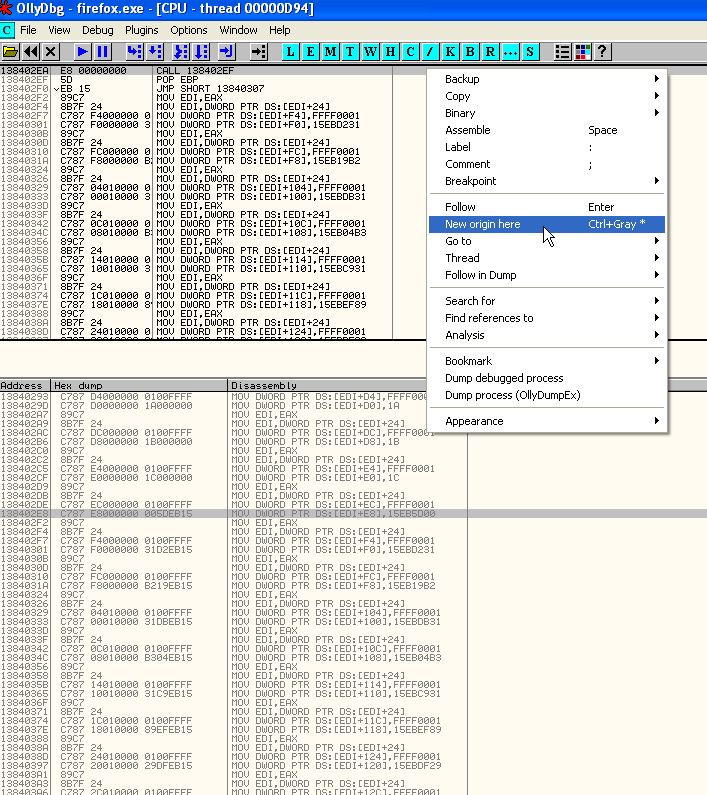 OllyDbg - firefox.exe - [CPU - thread 00000D94]
C File View Debug Plugins Options Window Help
L E M T W H C / K B R ... S ?
138402EA E8 00000000 CALL 138402EF
138402EF 5D POP EBP
138402F0 EB 15 JMP SHORT 13840307
138402F2 89C7 MOV EDI,EAX
138402F4 8B7F 24 MOV EDI,DWORD PTR DS:[EDI+24]
138402F7 C787 F4000000 0 MOV DWORD PTR DS:[EDI+F4],FFFF0001
13840301 C787 F0000000 3 MOV DWORD PTR DS:[EDI+F0],15EBD231
1384030B 89C7 MOV EDI,EAX
1384030D 8B7F 24 MOV EDI,DWORD PTR DS:[EDI+24]
13840310 C787 FC000000 0 MOV DWORD PTR DS:[EDI+FC],FFFF0001
1384031A C787 F8000000 B MOV DWORD PTR DS:[EDI+F8],15EB19B2
13840324 89C7 MOV EDI,EAX
13840326 8B7F 24 MOV EDI,DWORD PTR DS:[EDI+24]
13840329 C787 04010000 0 MOV DWORD PTR DS:[EDI+104],FFFF0001
13840333 C787 00010000 3 MOV DWORD PTR DS:[EDI+100],15EBDB31
1384033D 89C7 MOV EDI,EAX
1384033F 8B7F 24 MOV EDI,DWORD PTR DS:[EDI+24]
13840342 C787 0C010000 0 MOV DWORD PTR DS:[EDI+10C],FFFF0001
1384034C C787 08010000 B MOV DWORD PTR DS:[EDI+108],15EB04B3
13840356 89C7 MOV EDI,EAX
13840358 8B7F 24 MOV EDI,DWORD PTR DS:[EDI+24]
1384035B C787 14010000 0 MOV DWORD PTR DS:[EDI+114],FFFF0001
13840365 C787 10010000 3 MOV DWORD PTR DS:[EDI+110],15EBC931
1384036F 89C7 MOV EDI,EAX
13840371 8B7F 24 MOV EDI,DWORD PTR DS:[EDI+24]
13840374 C787 1C010000 0 MOV DWORD PTR DS:[EDI+11C],FFFF0001
1384037E C787 18010000 8 MOV DWORD PTR DS:[EDI+118],15EBEF89
13840388 89C7 MOV EDI,EAX
1384038A 8B7F 24 MOV EDI,DWORD PTR DS:[EDI+24]
1384038D C787 24010000 0 MOV DWORD PTR DS:[EDI+124],FFFF0001
Backup
Copy
Binary
Assemble Space
Label :
Comment ;
Breakpoint
Follow Enter
New origin here Ctrl+Gray *
Go to
Thread
Follow in Dump
Search for
Find references to
Analysis
Bookmark
Dump debugged process
Dump process (OllyDumpEx)
Appearance
Address Hex dump Disassembly
13840293 C787 D4000000 0100FFFF MOV DWORD PTR DS:[EDI+D4],FFFF0001
1384029D C787 D0000000 1A000000 MOV DWORD PTR DS:[EDI+D0],1A
138402A7 89C7 MOV EDI,EAX
138402A9 8B7F 24 MOV EDI,DWORD PTR DS:[EDI+24]
138402AC C787 DC000000 0100FFFF MOV DWORD PTR DS:[EDI+DC],FFFF0001
138402B6 C787 D8000000 1B000000 MOV DWORD PTR DS:[EDI+D8],1B
138402C0 89C7 MOV EDI,EAX
138402C2 8B7F 24 MOV EDI,DWORD PTR DS:[EDI+24]
138402C5 C787 E4000000 0100FFFF MOV DWORD PTR DS:[EDI+E4],FFFF0001
138402CF C787 E0000000 1C000000 MOV DWORD PTR DS:[EDI+E0],1C
138402D9 89C7 MOV EDI,EAX
138402DB 8B7F 24 MOV EDI,DWORD PTR DS:[EDI+24]
138402DE C787 EC000000 0100FFFF MOV DWORD PTR DS:[EDI+EC],FFFF0001
138402E8 C787 E8000000 005DEB15 MOV DWORD PTR DS:[EDI+E8],15EB5D00
138402F2 89C7 MOV EDI,EAX
138402F4 8B7F 24 MOV EDI,DWORD PTR DS:[EDI+24]
138402F7 C787 F4000000 0100FFFF MOV DWORD PTR DS:[EDI+F4],FFFF0001
13840301 C787 F0000000 31D2EB15 MOV DWORD PTR DS:[EDI+F0],15EBD231
1384030B 89C7 MOV EDI,EAX
1384030D 8B7F 24 MOV EDI,DWORD PTR DS:[EDI+24]
13840310 C787 FC000000 0100FFFF MOV DWORD PTR DS:[EDI+FC],FFFF0001
1384031A C787 F8000000 B219EB15 MOV DWORD PTR DS:[EDI+F8],15EB19B2
13840324 89C7 MOV EDI,EAX
13840326 8B7F 24 MOV EDI,DWORD PTR DS:[EDI+24]
13840329 C787 04010000 0100FFFF MOV DWORD PTR DS:[EDI+104],FFFF0001
13840333 C787 00010000 31DBEB15 MOV DWORD PTR DS:[EDI+100],15EBDB31
1384033D 89C7 MOV EDI,EAX
1384033F 8B7F 24 MOV EDI,DWORD PTR DS:[EDI+24]
13840342 C787 0C010000 0100FFFF MOV DWORD PTR DS:[EDI+10C],FFFF0001
1384034C C787 08010000 B304EB15 MOV DWORD PTR DS:[EDI+108],15EB04B3
13840356 89C7 MOV EDI,EAX
13840358 8B7F 24 MOV EDI,DWORD PTR DS:[EDI+24]
1384035B C787 14010000 0100FFFF MOV DWORD PTR DS:[EDI+114],FFFF0001
13840365 C787 10010000 31C9EB15 MOV DWORD PTR DS:[EDI+110],15EBC931
1384036F 89C7 MOV EDI,EAX
13840371 8B7F 24 MOV EDI,DWORD PTR DS:[EDI+24]
13840374 C787 1C010000 0100FFFF MOV DWORD PTR DS:[EDI+11C],FFFF0001
1384037E C787 18010000 89EFEB15 MOV DWORD PTR DS:[EDI+118],15EBEF89
13840388 89C7 MOV EDI,EAX
1384038A 8B7F 24 MOV EDI,DWORD PTR DS:[EDI+24]
1384038D C787 24010000 0100FFFF MOV DWORD PTR DS:[EDI+124],FFFF0001
13840397 C787 20010000 29DFEB15 MOV DWORD PTR DS:[EDI+120],15EBDF29
138403A1 89C7 MOV EDI,EAX
138403A3 8B7F 24 MOV EDI,DWORD PTR DS:[EDI+24]
138403A6 C787 2C010000 0100FFFF MOV DWORD PTR DS:[EDI+12C],FFFF0001